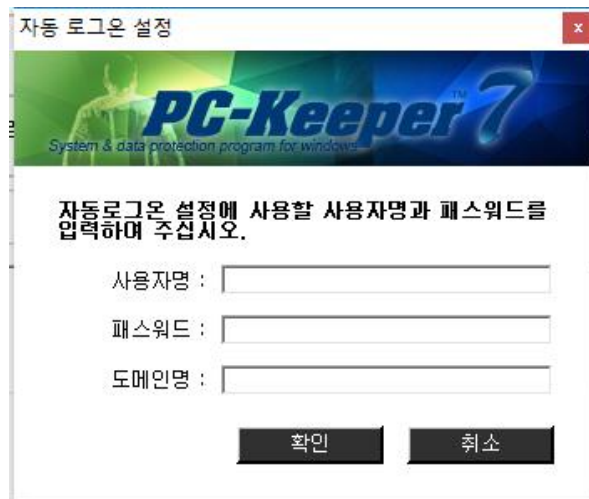 자동 로그온 설정
x
PC-Keeper™ 7
System & data protection program for windows
자동로그온 설정에 사용할 사용자명과 패스워드를
입력하며 주십시오.
사용자명 :
패스워드 :
도메인명 :
확인 취소